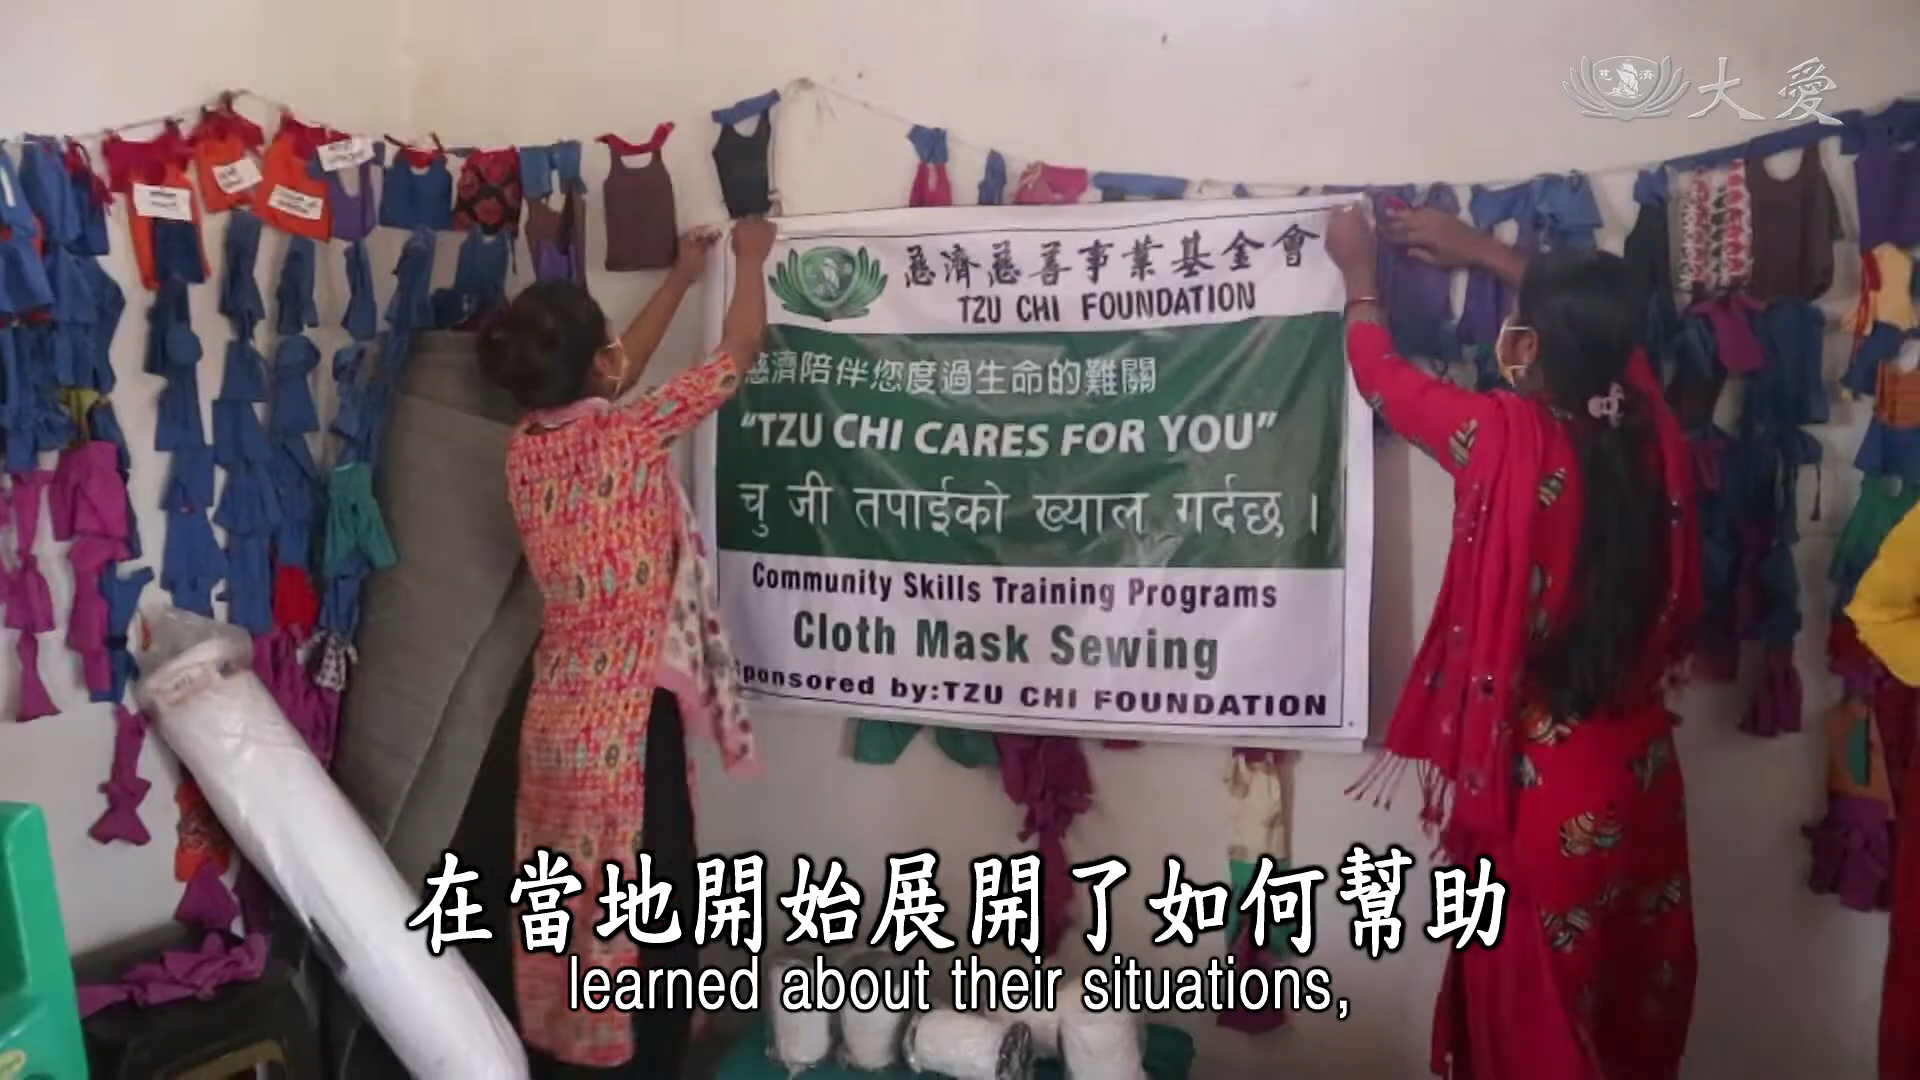 大愛
慈濟慈善事業基金會
TZU CHI FOUNDATION
慈濟陪伴您度過生命的難關
"TZU CHI CARES FOR YOU"
चु जी तपाईको ख्याल गर्दछ ।
Community Skills Training Programs
Cloth Mask Sewing
ponsored by:TZU CHI FOUNDATION
在當地開始展開了如何幫助
learned about their situations,